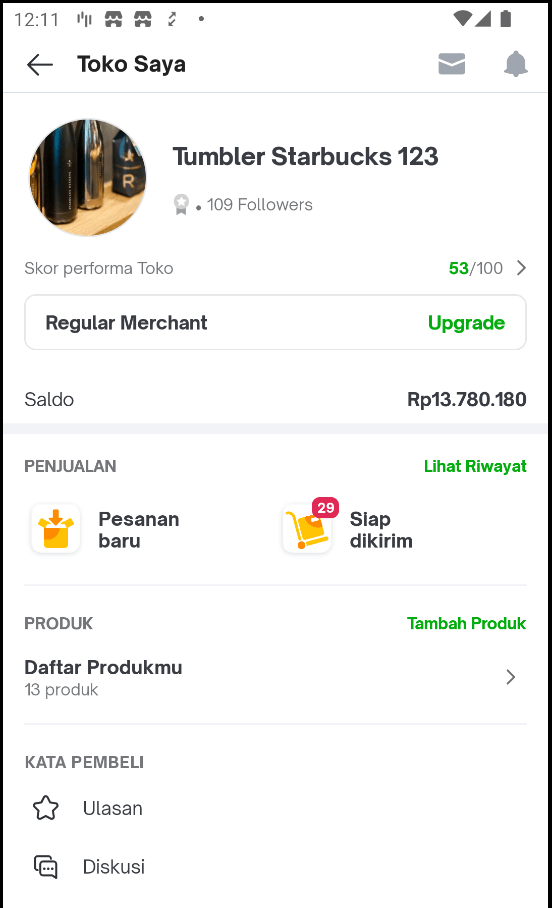 12:11
Toko Saya
R
Tumbler Starbucks 123
• 109 Followers
Skor performa Toko 53/100
Regular Merchant Upgrade
Saldo Rp13.780.180
PENJUALAN Lihat Riwayat
Pesanan baru
29
Siap dikirim
PRODUK Tambah Produk
Daftar Produkmu
13 produk
KATA PEMBELI
Ulasan
Diskusi